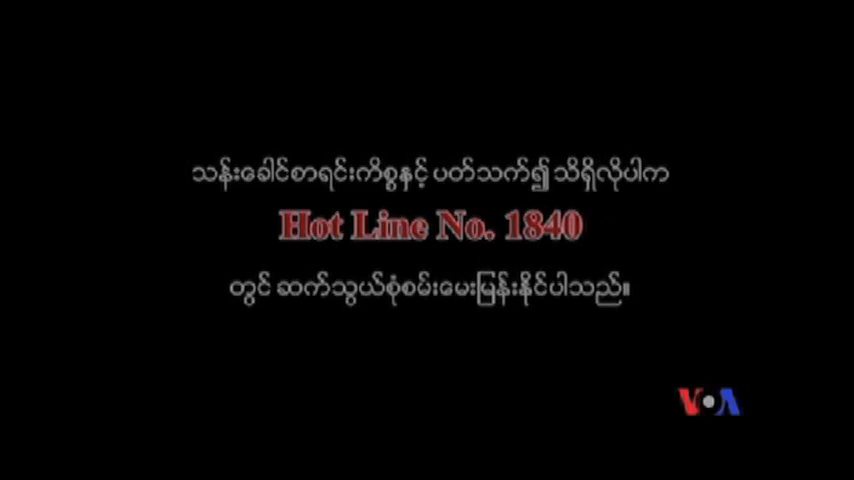 သန်းခေါင်စာရင်းကိစ္စနှင့် ပတ်သက်၍ သိရှိလိုပါက
Hot Line No. 1840
တွင် ဆက်သွယ်စုံစမ်းမေးမြန်းနိုင်ပါသည်။
VOA